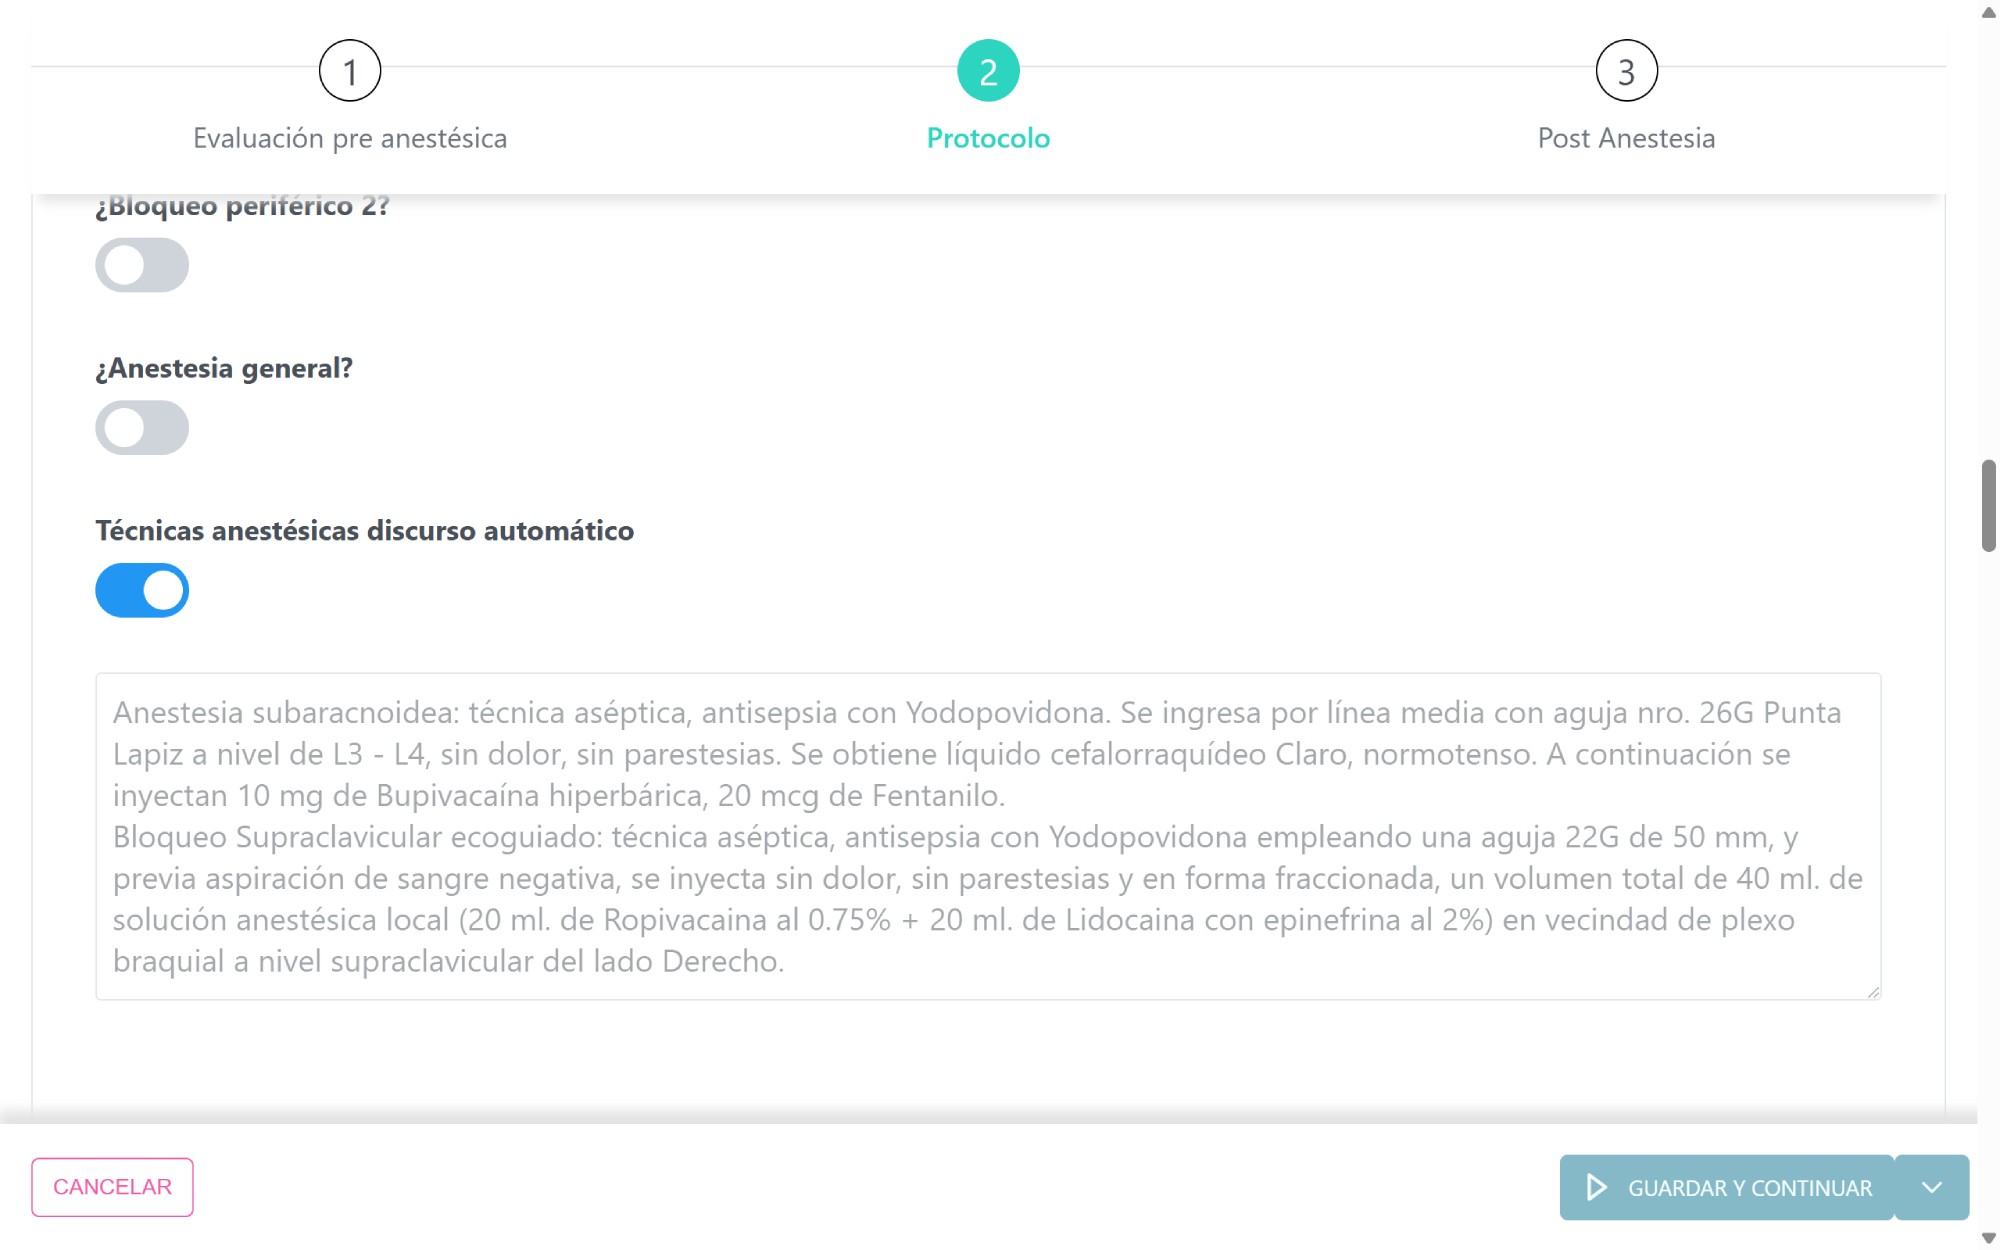 1
Evaluación pre anestésica
2
Protocolo
3
Post Anestesia
¿Bloqueo periférico 2?
¿Anestesia general?
Técnicas anestésicas discurso automático
Anestesia subaracnoidea: técnica aséptica, antisepsia con Yodopovidona. Se ingresa por línea media con aguja nro. 26G Punta
Lapiz a nivel de L3 - L4, sin dolor, sin parestesias. Se obtiene líquido cefalorraquídeo Claro, normotenso. A continuación se
inyectan 10 mg de Bupivacaína hiperbárica, 20 mcg de Fentanilo.
Bloqueo Supraclavicular ecoguiado: técnica aséptica, antisepsia con Yodopovidona empleando una aguja 22G de 50 mm, y
previa aspiración de sangre negativa, se inyecta sin dolor, sin parestesias y en forma fraccionada, un volumen total de 40 ml. de
solución anestésica local (20 ml. de Ropivacaina al 0.75% + 20 ml. de Lidocaina con epinefrina al 2%) en vecindad de plexo
braquial a nivel supraclavicular del lado Derecho.
CANCELAR
GUARDAR Y CONTINUAR